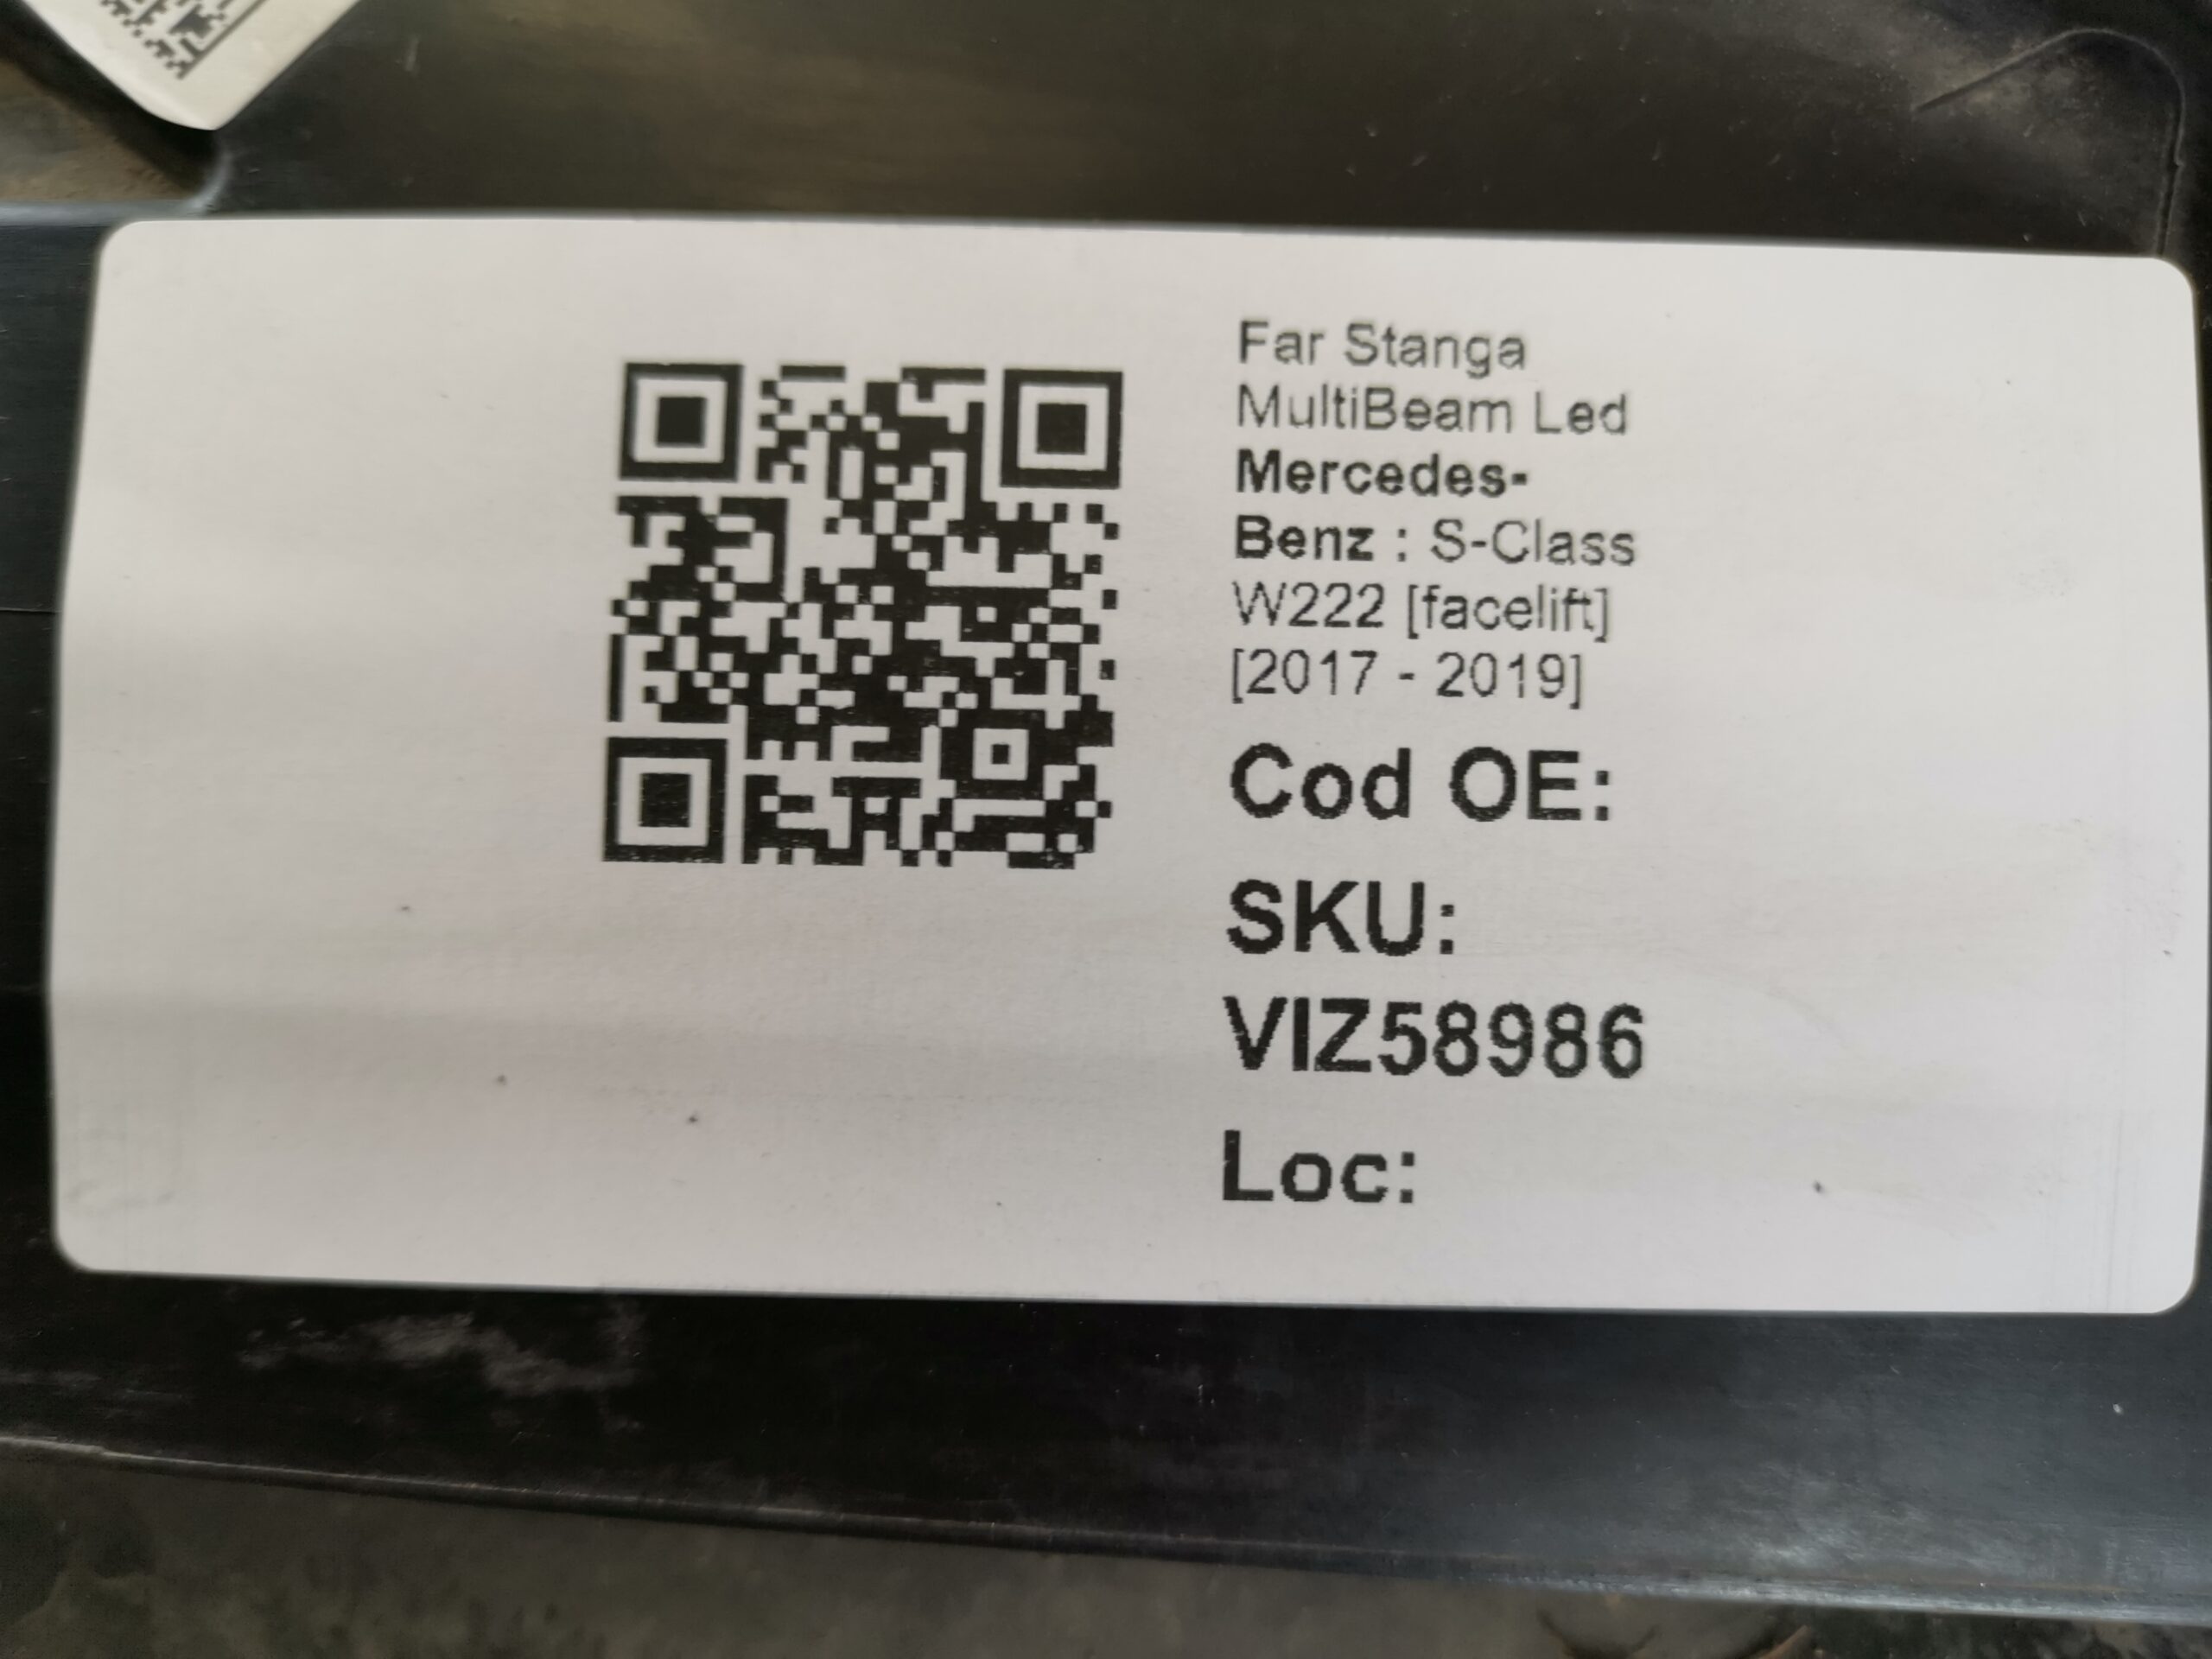 Far Stanga
MultiBeam Led
Mercedes-
Benz : S-Class
W222 [facelift]
[2017 - 2019]
Cod OE:
SKU:
VIZ58986
Loc: